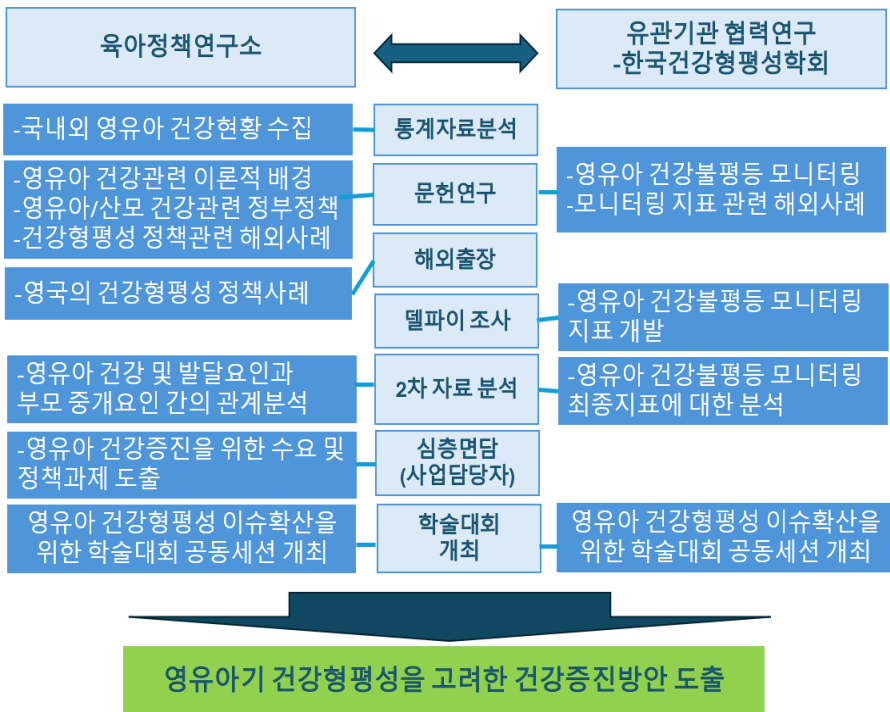 육아정책연구소
유관기관 협력연구
-한국건강형평성학회
-국내외 영유아 건강현황 수집
통계자료분석
-영유아 건강관련 이론적 배경
-영유아/산모 건강관련 정부정책
-건강형평성 정책관련 해외사례
문헌연구
-영유아 건강불평등 모니터링
-모니터링 지표 관련 해외사례
-영국의 건강형평성 정책사례
해외출장
델파이 조사
-영유아 건강불평등 모니터링
지표 개발
-영유아 건강 및 발달요인과
부모 중개요인 간의 관계분석
2차 자료 분석
-영유아 건강불평등 모니터링
최종지표에 대한 분석
-영유아 건강증진을 위한 수요 및
정책과제 도출
심층면담
(사업담당자)
영유아 건강형평성 이슈확산을
위한 학술대회 공동세션 개최
학술대회
개최
영유아 건강형평성 이슈확산을
위한 학술대회 공동세션 개최
영유아기 건강형평성을 고려한 건강증진방안 도출